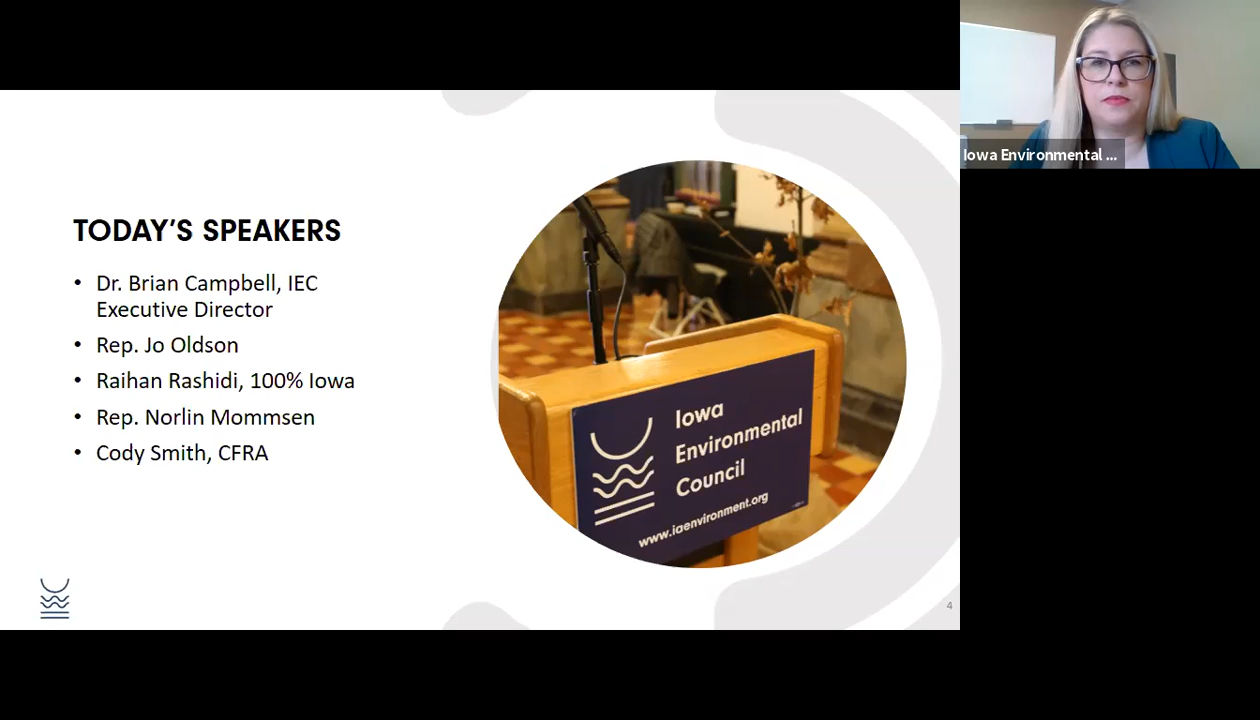 Iowa Environmental ...
TODAY'S SPEAKERS
• Dr. Brian Campbell, IEC
Executive Director
• Rep. Jo Oldson
• Raihan Rashidi, 100% Iowa
• Rep. Norlin Mommsen
• Cody Smith, CFRA
Iowa
Environmental
Council
www.iaenvironment.org
4